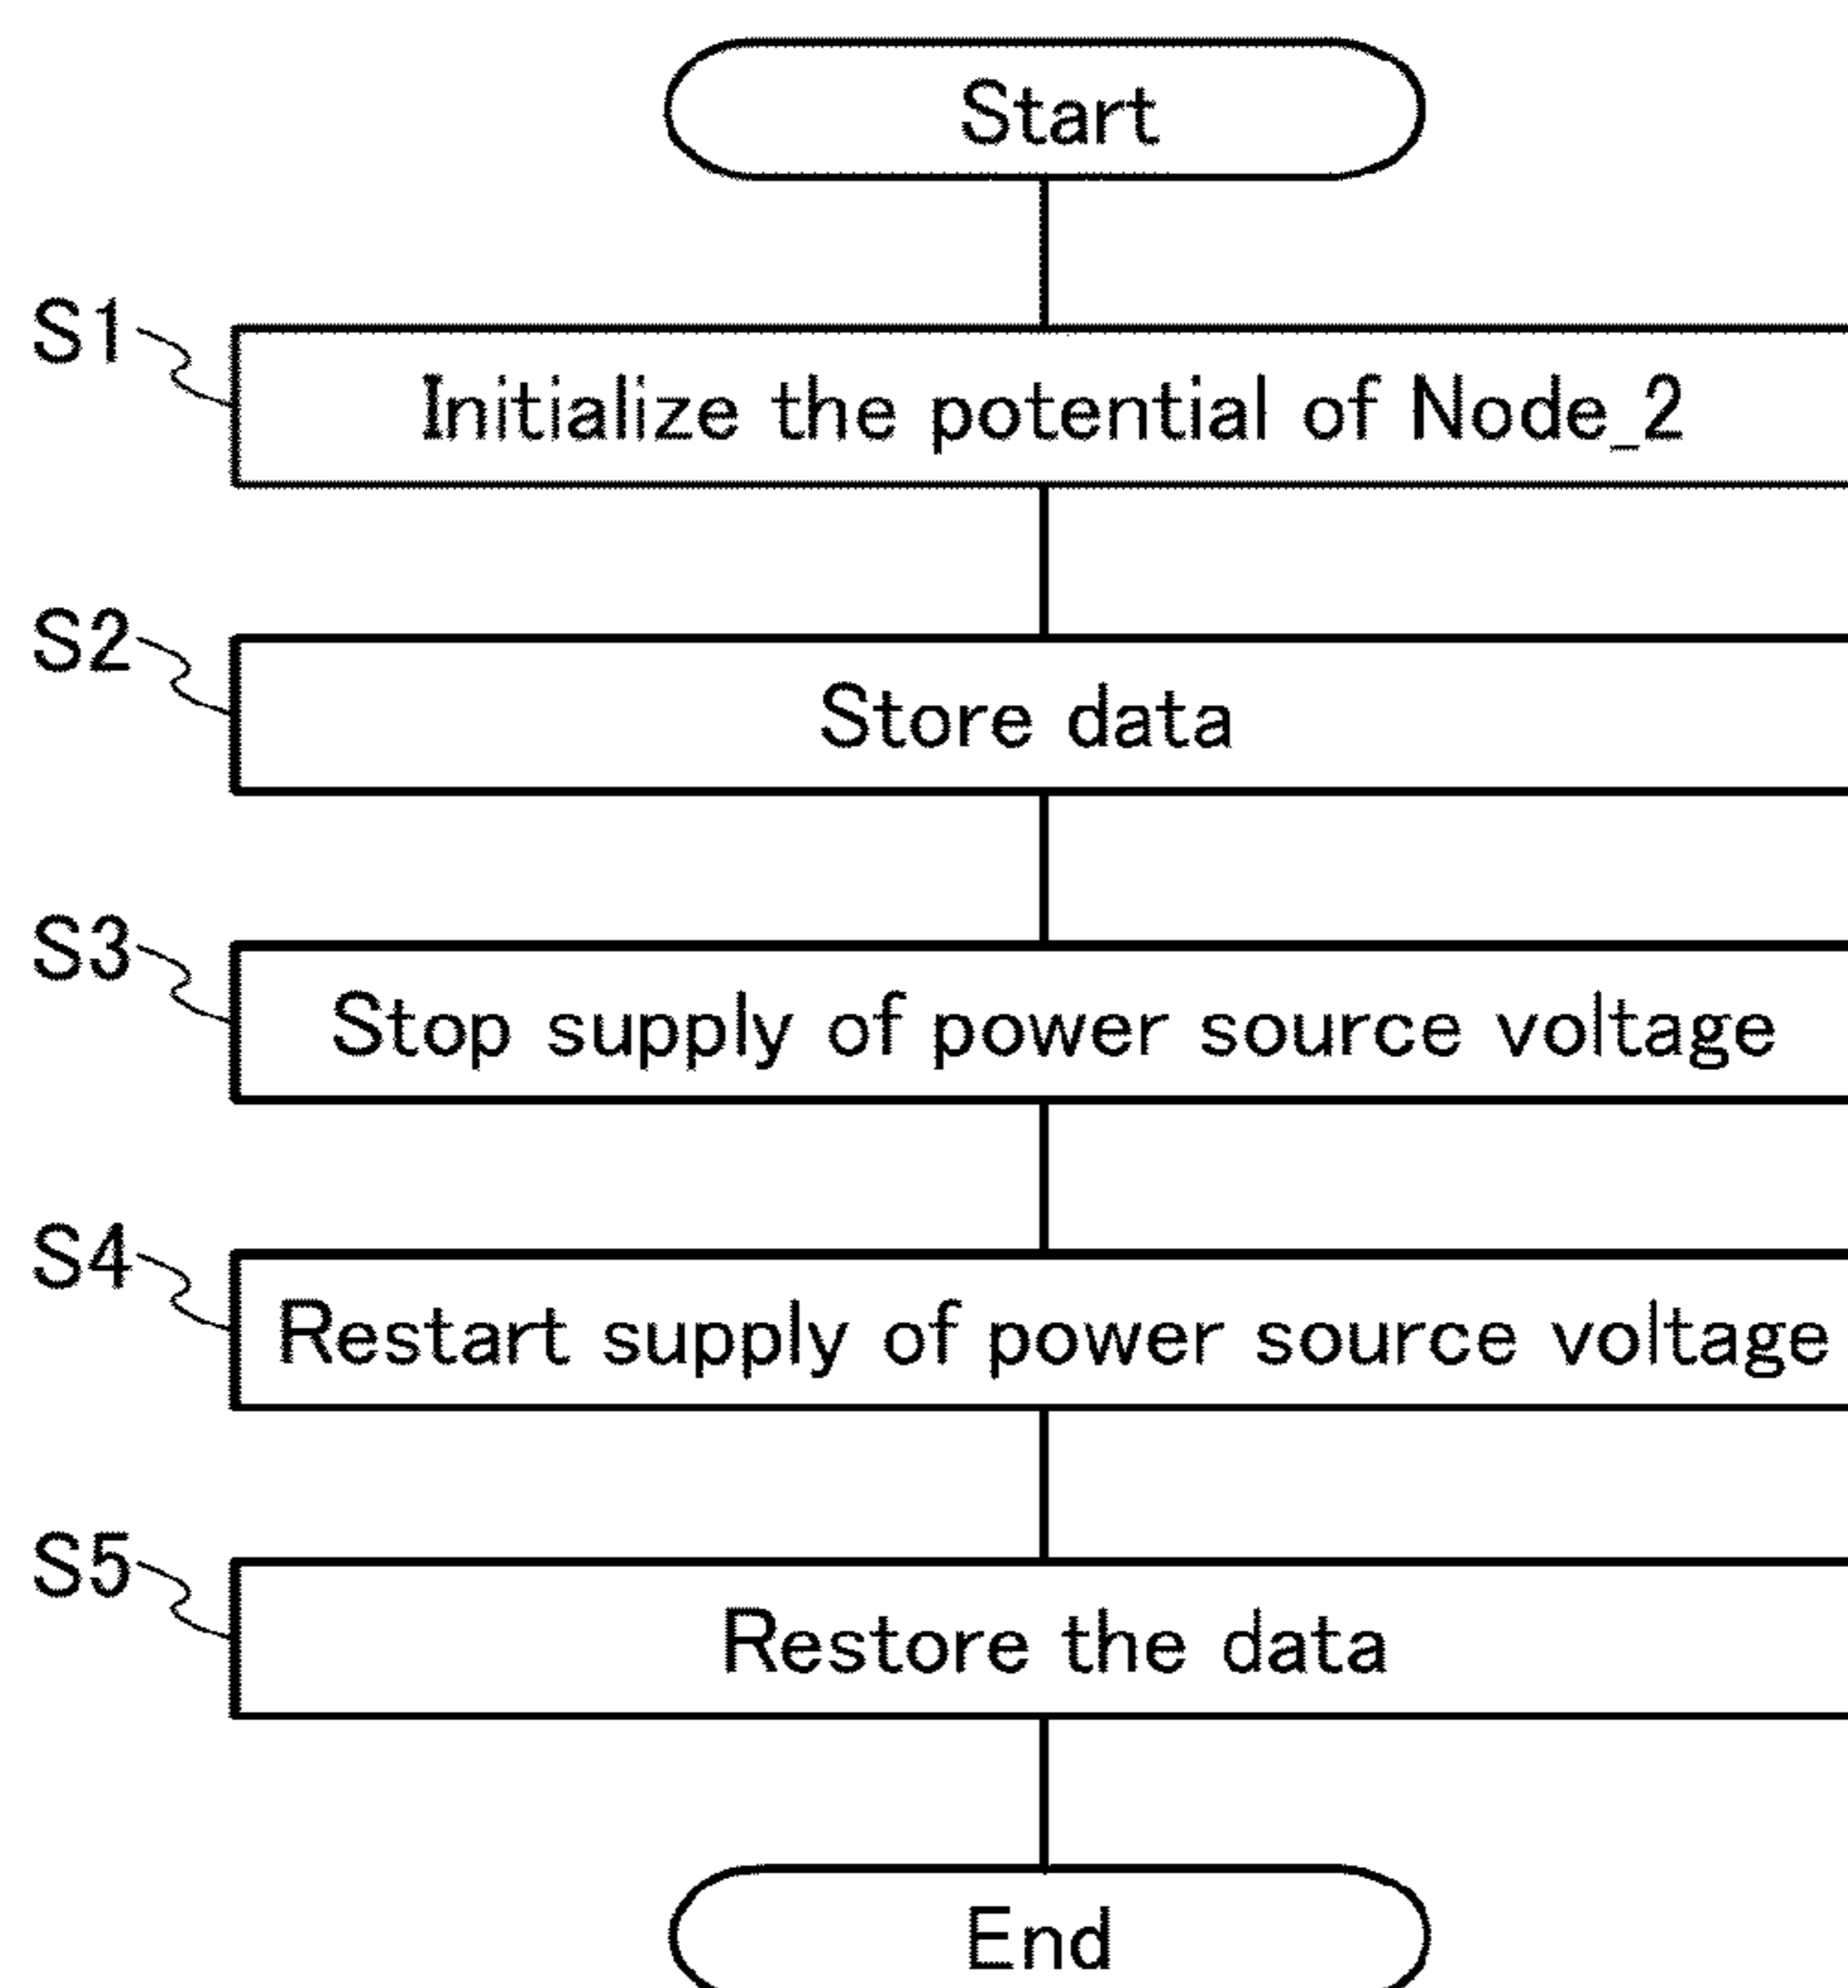 Start
S1
Initialize the potential of Node_2
S2
Store data
S3
Stop supply of power source voltage
S4
Restart supply of power source voltage
S5
Restore the data
End